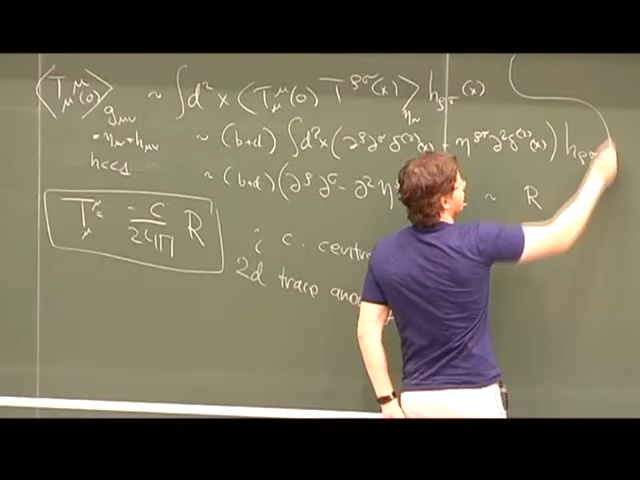 ⟨T^μ_μ(0)⟩_{g_{μν}} ~ ∫d²x ⟨T^μ_μ(0) T^{ρσ}(x)⟩_{η_{μν}} h_{ρσ}(x)
= η_{μν}+h_{μν} ~ (b+d) ∫d²x (∂^ρ∂^σ δ^{(2)}(x) - η^{ρσ}∂²δ^{(2)}(x)) h_{ρσ}
h<<1 ~ (b+d)(∂^ρ∂^σ - ∂²η ~ R
T^μ_μ = -c/24π R
; c. centra
2d trace ano